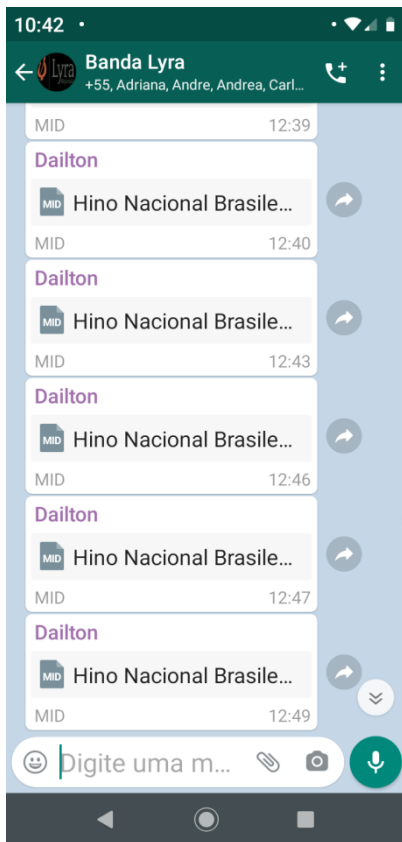 10:42
Lyra
Banda Lyra
+55, Adriana, Andre, Andrea, Carl...
MID 12:39
Dailton
MID Hino Nacional Brasile...
MID 12:40
Dailton
MID Hino Nacional Brasile...
MID 12:43
Dailton
MID Hino Nacional Brasile...
MID 12:46
Dailton
MID Hino Nacional Brasile...
MID 12:47
Dailton
MID Hino Nacional Brasile...
MID 12:49
Digite uma m...